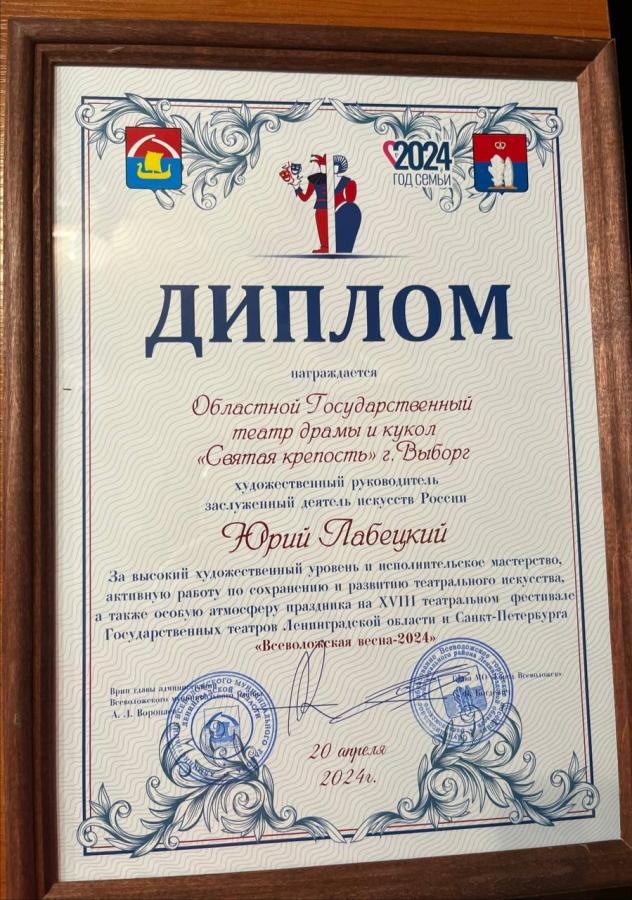 2024
ГОД СЕМЬИ
ДИПЛОМ
награждается
Областной Государственный
театр драмы и кукол
«Святая крепость» г. Выборг
художественный руководитель
заслуженный деятель искусств России
Юрий Лабецкий
За высокий художественный уровень и исполнительское мастерство,
активную работу по сохранению и развитию театрального искусства,
а также особую атмосферу праздника на XVIII театральном фестивале
Государственных театров Ленинградской области и Санкт-Петербурга
«Всеволожская весна-2024»
Врип главы администрации
Всеволожского муниципального района
А. Л.
МО Всеволожск»
20 апреля
2024г.